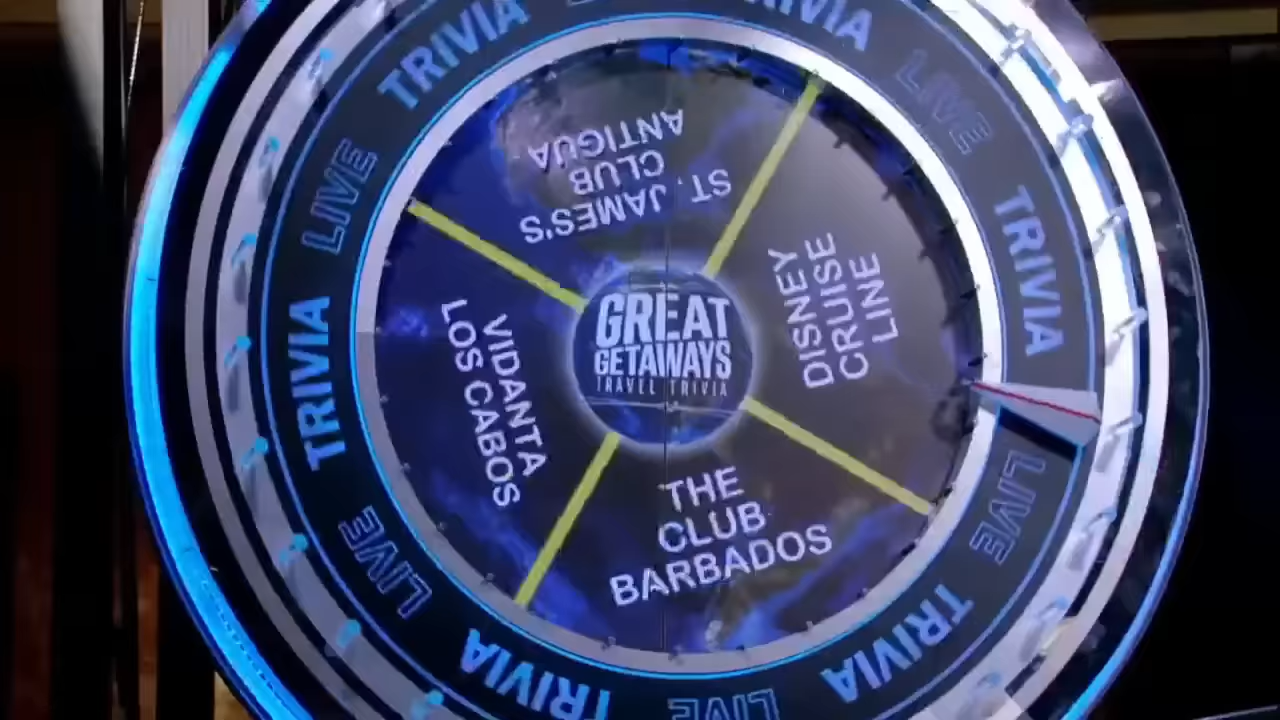 TRIVIA
TRIVIA
LIVE
LIVE
TRIVIA
TRIVIA
LIVE
LIVE
TRIVIA
TRIVIA
LIVE
ST. JAMES'S
CLUB
ANTIGUA
DISNEY
CRUISE
LINE
GREAT
GETAWAYS
TRAVEL TRIVIA
VIDANTA
LOS CABOS
THE
CLUB
BARBADOS